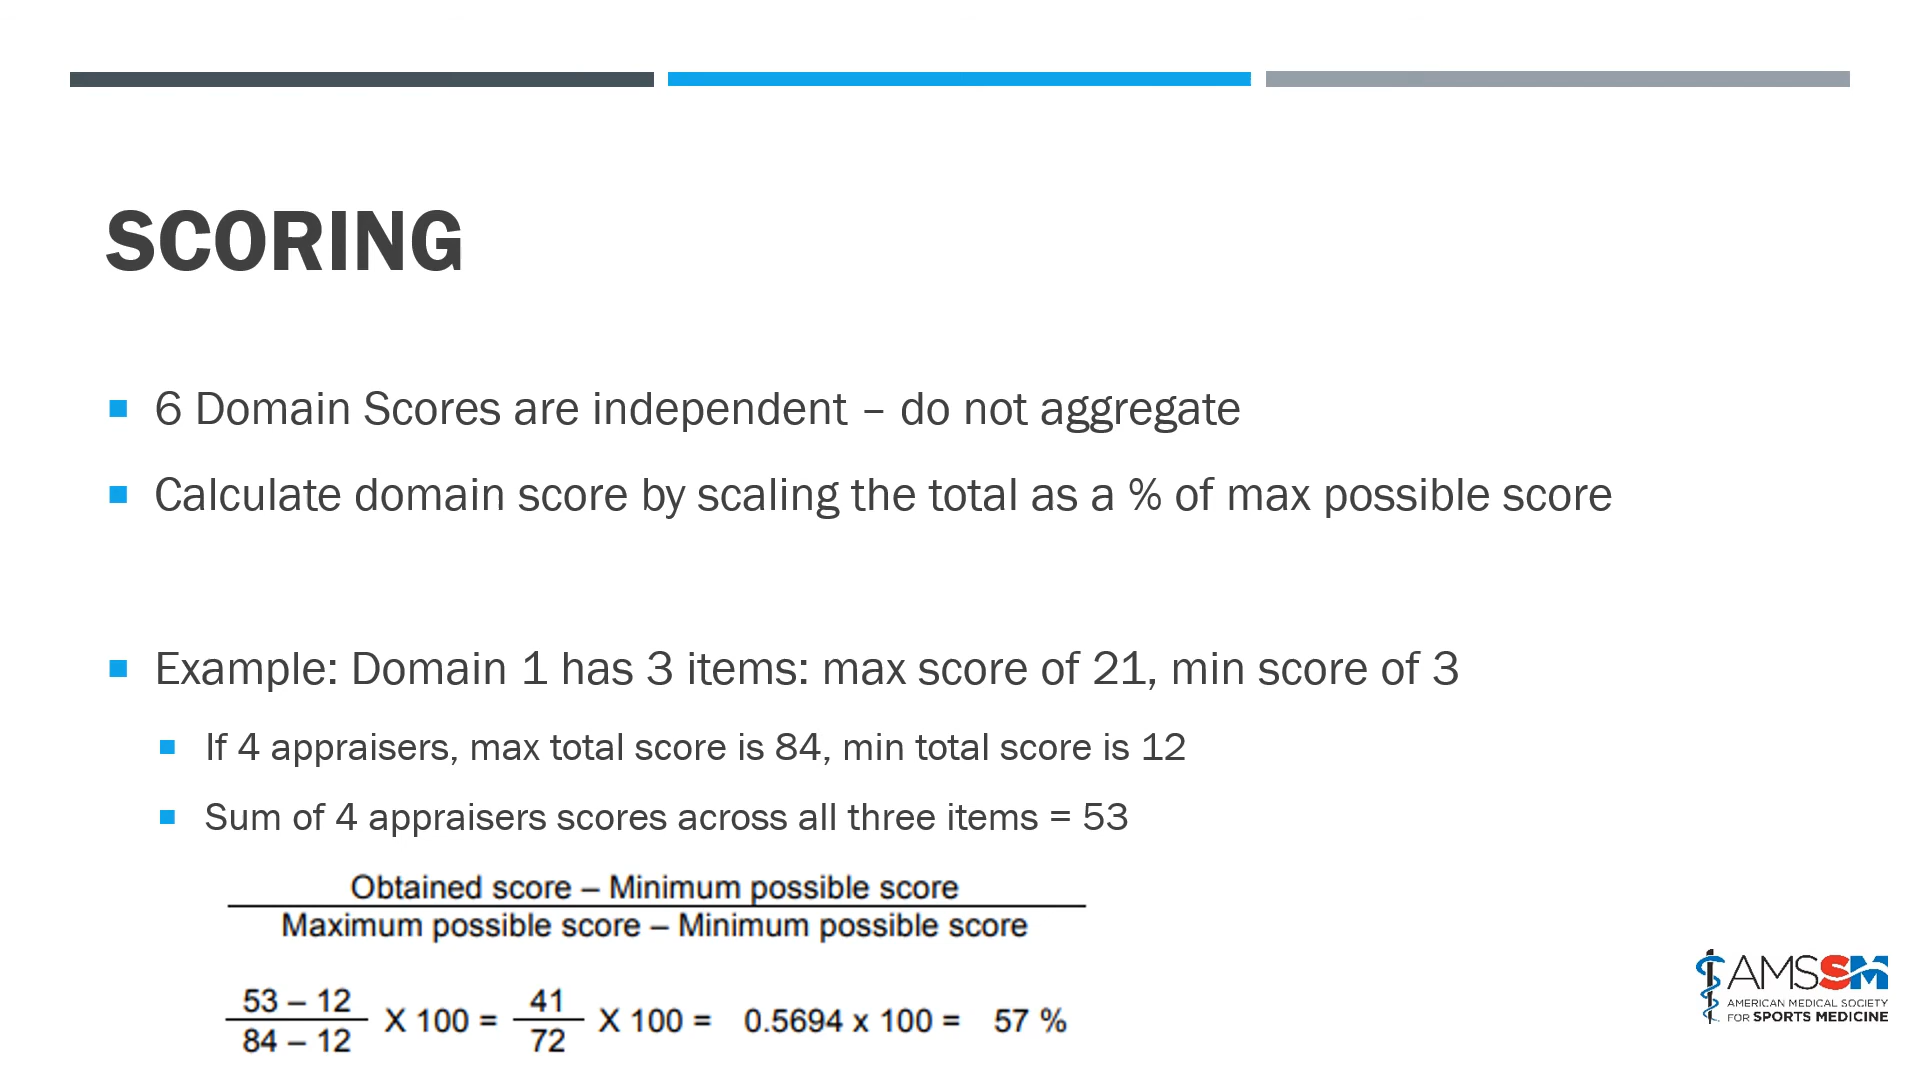 SCORING
6 Domain Scores are independent – do not aggregate
Calculate domain score by scaling the total as a % of max possible score
Example: Domain 1 has 3 items: max score of 21, min score of 3
If 4 appraisers, max total score is 84, min total score is 12
Sum of 4 appraisers scores across all three items = 53
Obtained score – Minimum possible score
Maximum possible score – Minimum possible score
53 – 12
84 – 12
X 100 =
41
72
X 100 = 0.5694 x 100 = 57 %
AMSSM
AMERICAN MEDICAL SOCIETY
FOR SPORTS MEDICINE